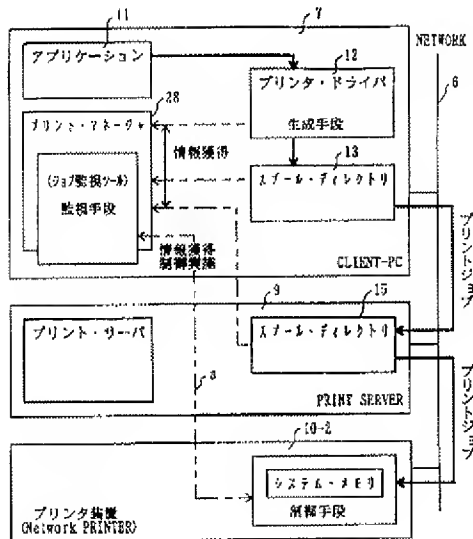 11
7
アプリケーション
NETWORK
12
プリンタ・ドライバ
生成手段
6
28
プリント・マネージャ
情報獲得
13
スプール・ディレクトリ
(ジョブ監視ツール)
監視手段
情報獲得
CLIENT-PC
プリントジョブ
9
15
プリント・サーバ
スプール・ディレクトリ
8
PRINT SERVER
プリントジョブ
10-2
システム・メモリ
制御手段
プリンタ装置
(Network PRINTER)